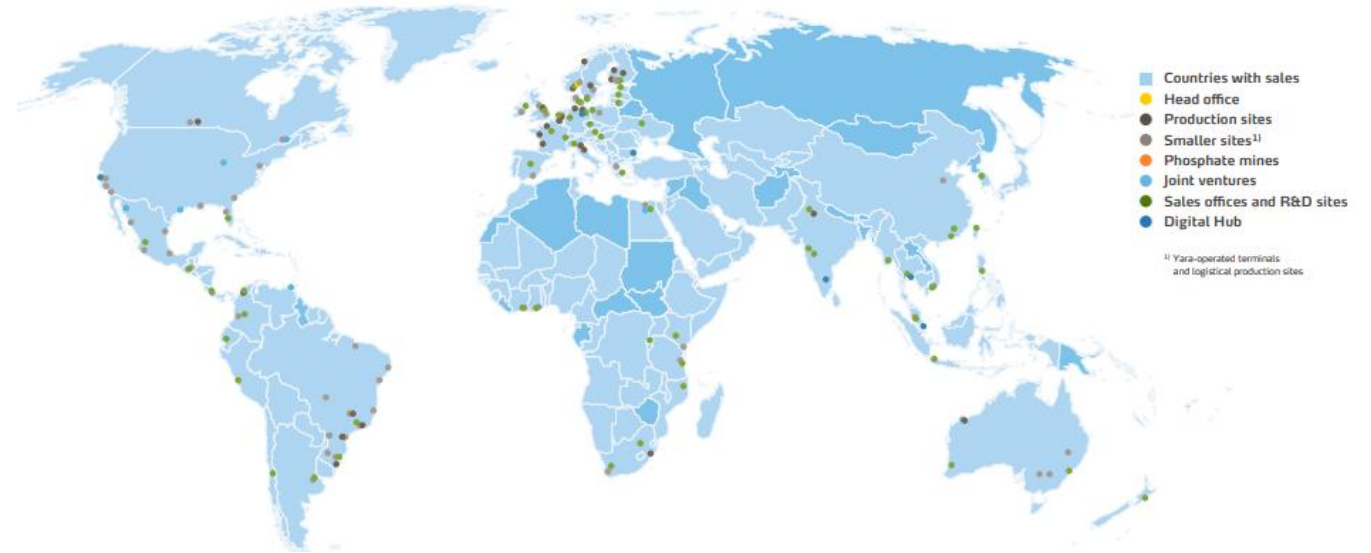 Countries with sales
Head office
Production sites
Smaller sites¹⁾
Phosphate mines
Joint ventures
Sales offices and R&D sites
Digital Hub
¹⁾ Yara-operated terminals
and logistical production sites